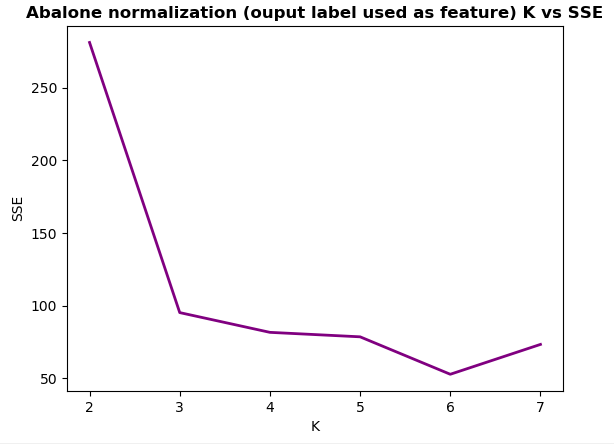 Abalone normalization (ouput label used as feature) K vs SSE
250
200
150
100
50
SSE
2 3 4 5 6 7
K